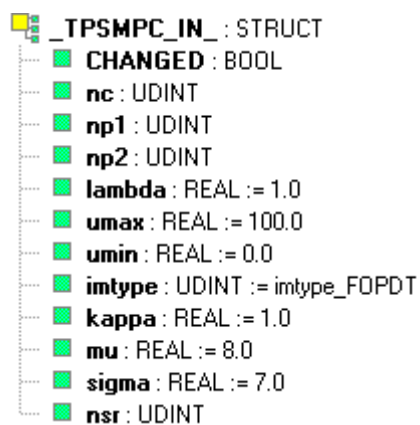 _TPSMPC_IN_ : STRUCT
CHANGED : BOOL
nc : UDINT
np1 : UDINT
np2 : UDINT
lambda : REAL := 1.0
umax : REAL := 100.0
umin : REAL := 0.0
imtype : UDINT := imtype_FOPDT
kappa : REAL := 1.0
mu : REAL := 8.0
sigma : REAL := 7.0
nsr : UDINT